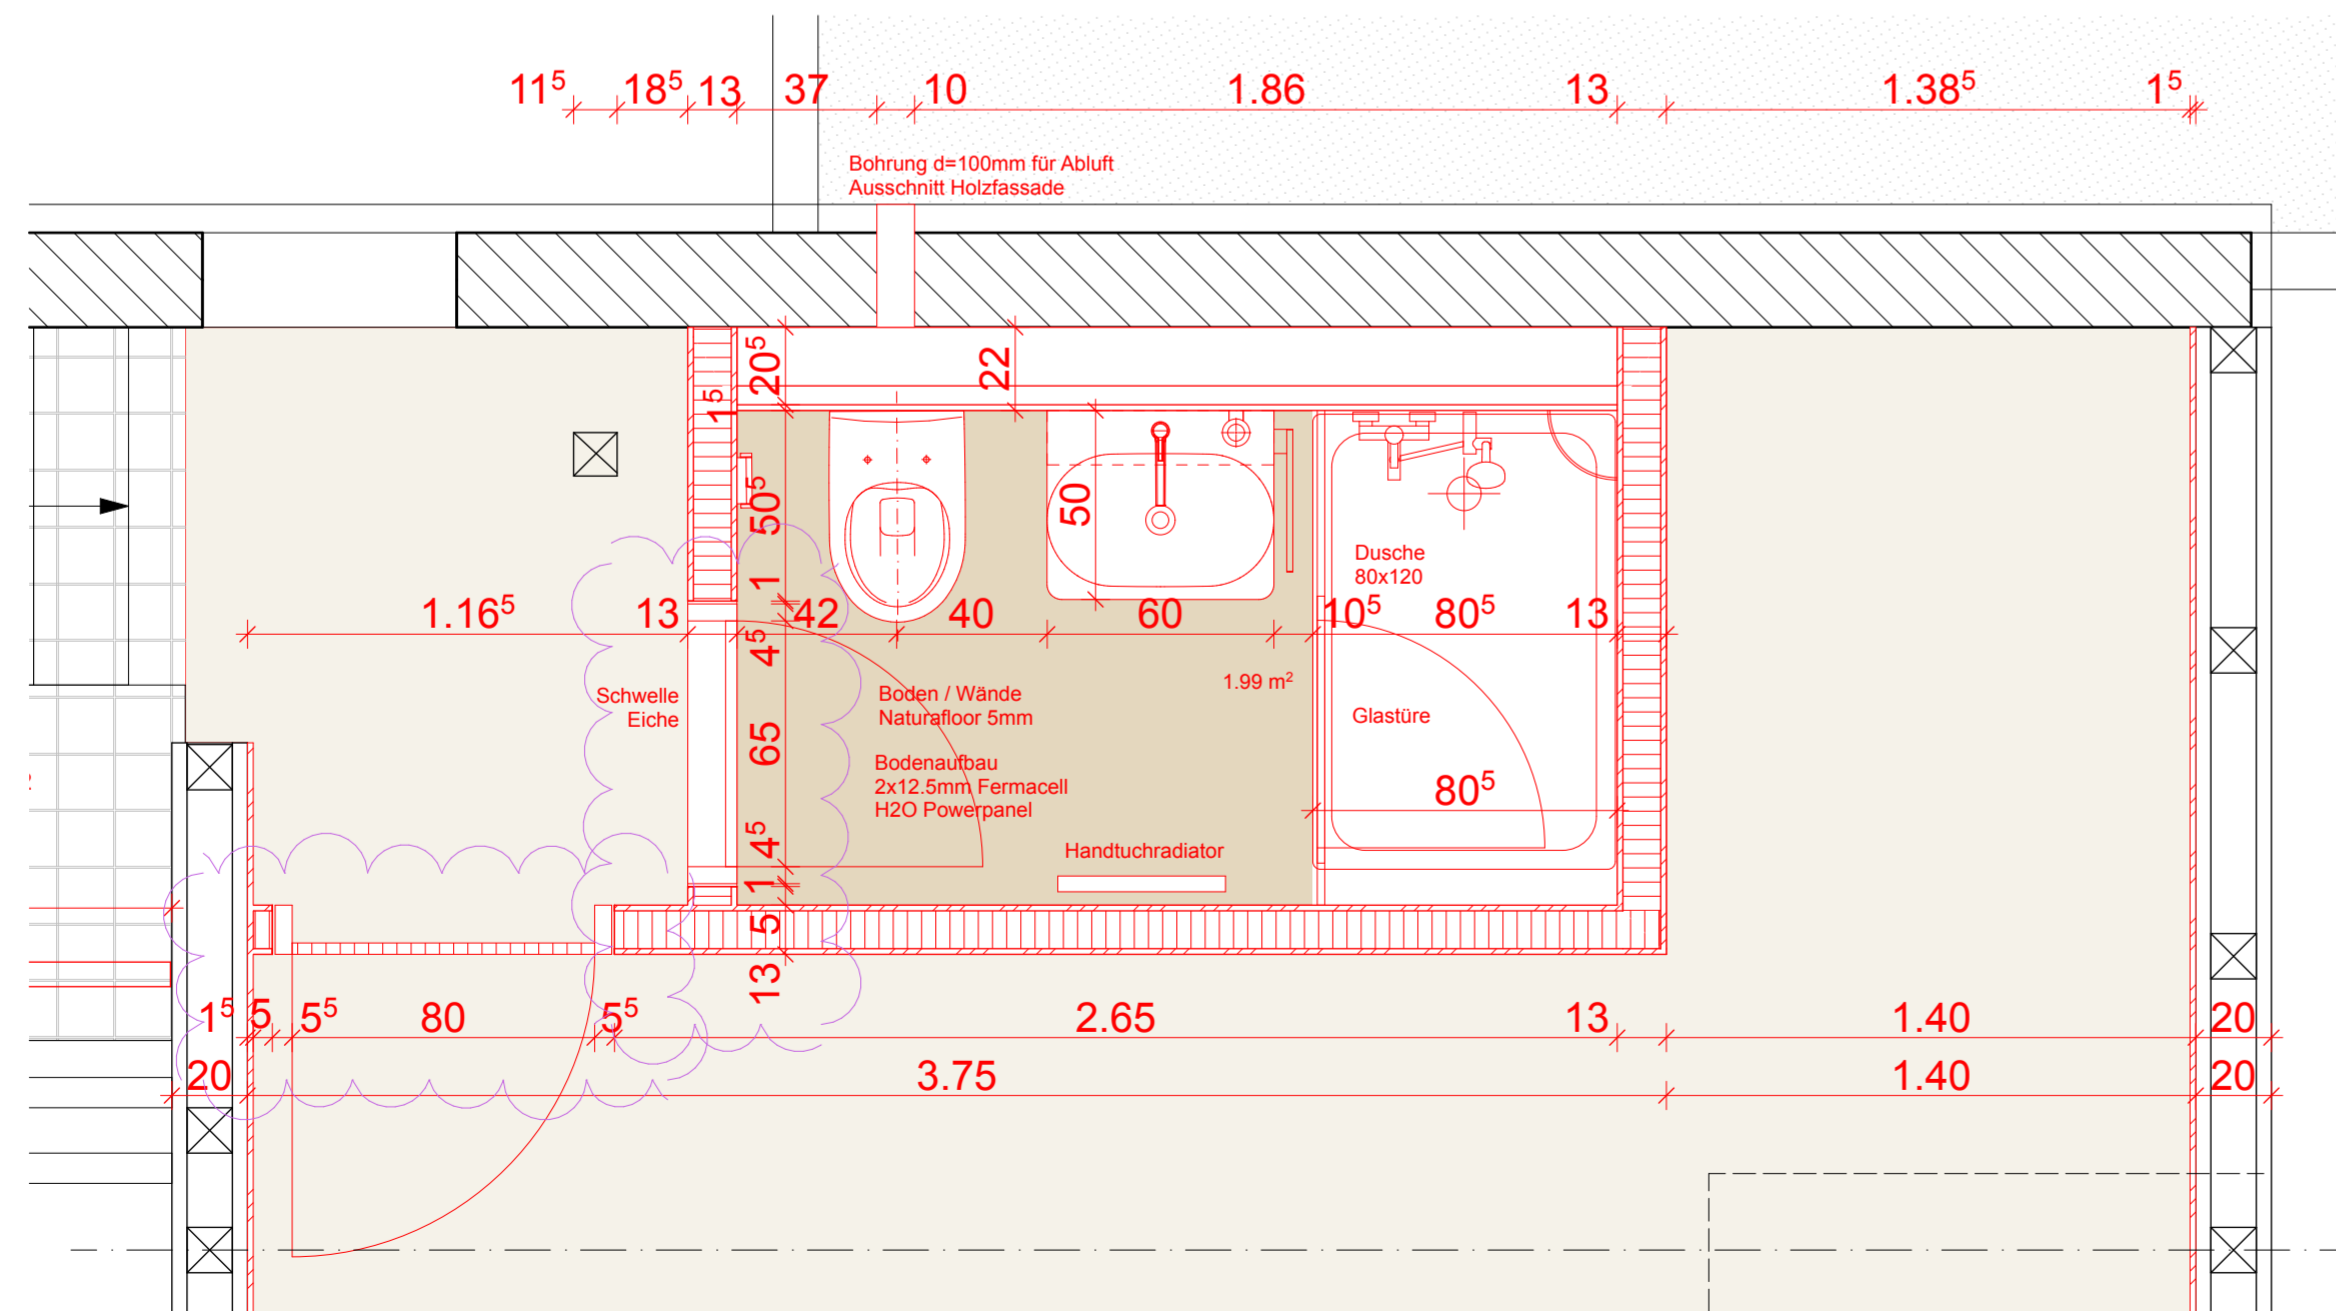 11⁵ 18⁵ 13 37 10 1.86 13 1.38⁵ 1⁵
Bohrung d=100mm für Abluft
Ausschnitt Holzfassade
20⁵
22
1⁵
50⁵
50
Dusche
80x120
1
1.16⁵ 13 42 40 60 10⁵ 80⁵ 13
4⁵
1.99 m²
Schwelle
Eiche
Boden / Wände
Naturafloor 5mm
Glastüre
65
Bodenaufbau
2x12.5mm Fermacell
H2O Powerpanel
80⁵
4⁵
Handtuchradiator
1
5
13
1⁵ 5 5⁵ 80 5⁵ 2.65 13 1.40 20
20 3.75 1.40 20